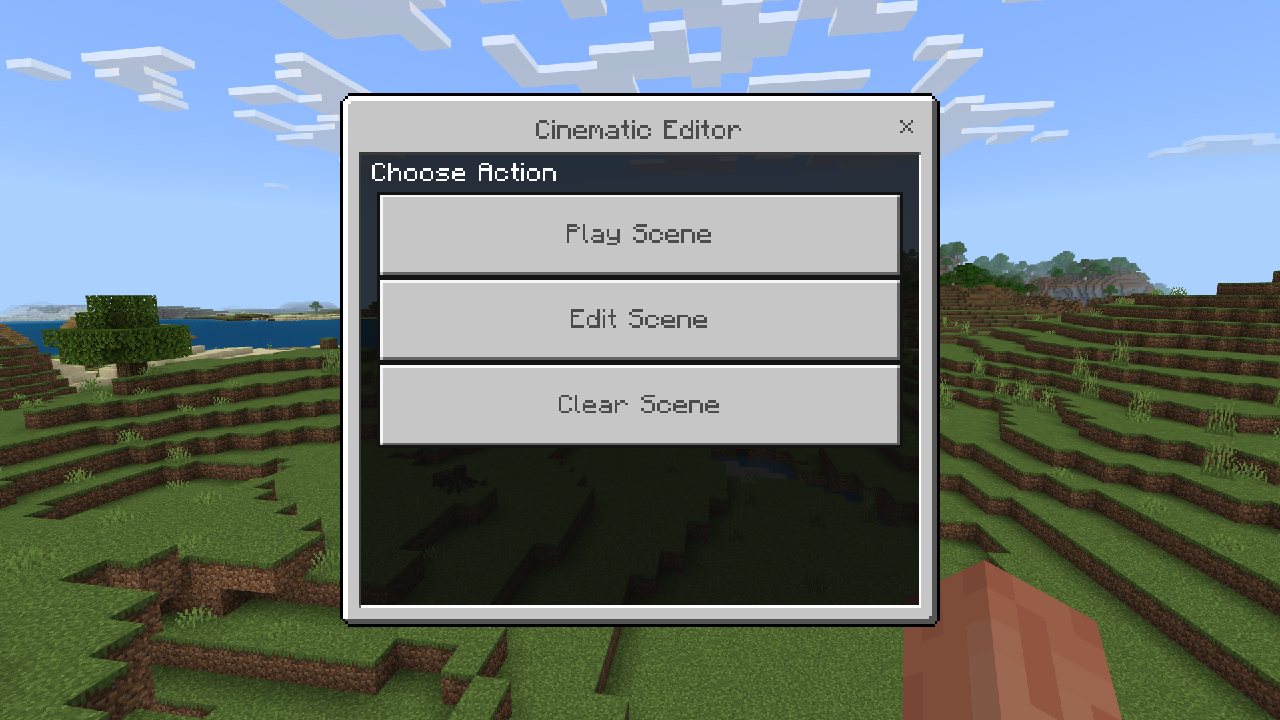 Cinematic Editor
Choose Action
Play Scene
Edit Scene
Clear Scene